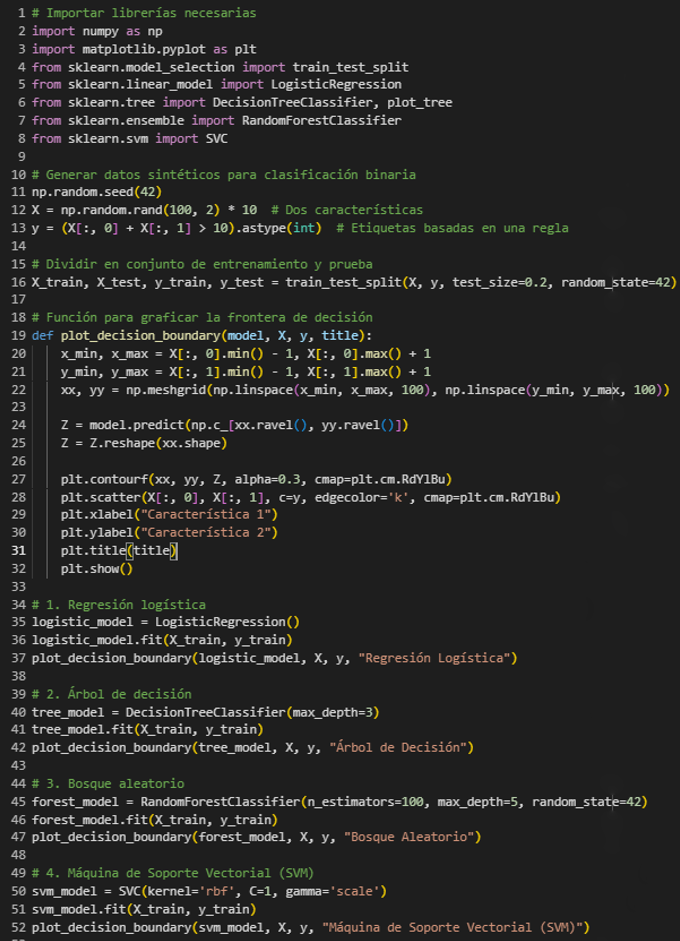 1 # Importar librerías necesarias
2 import numpy as np
3 import matplotlib.pyplot as plt
4 from sklearn.model_selection import train_test_split
5 from sklearn.linear_model import LogisticRegression
6 from sklearn.tree import DecisionTreeClassifier, plot_tree
7 from sklearn.ensemble import RandomForestClassifier
8 from sklearn.svm import SVC
9
10 # Generar datos sintéticos para clasificación binaria
11 np.random.seed(42)
12 X = np.random.rand(100, 2) * 10  # Dos características
13 y = (X[:, 0] + X[:, 1] > 10).astype(int)  # Etiquetas basadas en una regla
14
15 # Dividir en conjunto de entrenamiento y prueba
16 X_train, X_test, y_train, y_test = train_test_split(X, y, test_size=0.2, random_state=42)
17
18 # Función para graficar la frontera de decisión
19 def plot_decision_boundary(model, X, y, title):
20     x_min, x_max = X[:, 0].min() - 1, X[:, 0].max() + 1
21     y_min, y_max = X[:, 1].min() - 1, X[:, 1].max() + 1
22     xx, yy = np.meshgrid(np.linspace(x_min, x_max, 100), np.linspace(y_min, y_max, 100))
23
24     Z = model.predict(np.c_[xx.ravel(), yy.ravel()])
25     Z = Z.reshape(xx.shape)
26
27     plt.contourf(xx, yy, Z, alpha=0.3, cmap=plt.cm.RdYlBu)
28     plt.scatter(X[:, 0], X[:, 1], c=y, edgecolor='k', cmap=plt.cm.RdYlBu)
29     plt.xlabel("Característica 1")
30     plt.ylabel("Característica 2")
31     plt.title(title)
32     plt.show()
33
34 # 1. Regresión logística
35 logistic_model = LogisticRegression()
36 logistic_model.fit(X_train, y_train)
37 plot_decision_boundary(logistic_model, X, y, "Regresión Logística")
38
39 # 2. Árbol de decisión
40 tree_model = DecisionTreeClassifier(max_depth=3)
41 tree_model.fit(X_train, y_train)
42 plot_decision_boundary(tree_model, X, y, "Árbol de Decisión")
43
44 # 3. Bosque aleatorio
45 forest_model = RandomForestClassifier(n_estimators=100, max_depth=5, random_state=42)
46 forest_model.fit(X_train, y_train)
47 plot_decision_boundary(forest_model, X, y, "Bosque Aleatorio")
48
49 # 4. Máquina de Soporte Vectorial (SVM)
50 svm_model = SVC(kernel='rbf', C=1, gamma='scale')
51 svm_model.fit(X_train, y_train)
52 plot_decision_boundary(svm_model, X, y, "Máquina de Soporte Vectorial (SVM)")